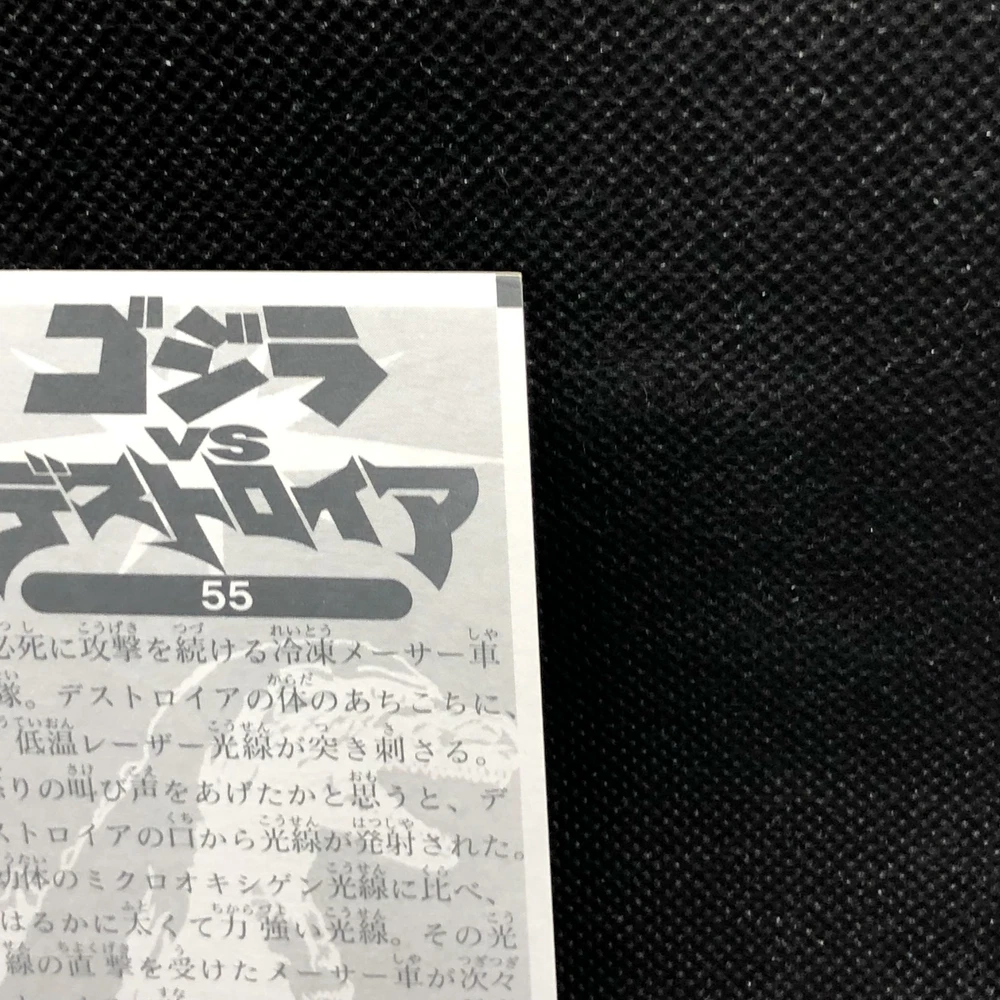 ゴジラ
VS
デストロイア
55
必死に攻撃を続ける冷凍メーサー車
隊。デストロイアの体のあちこちに、
低温レーザー光線が突き刺さる。
怒りの叫び声をあげたかと思うと、デ
ストロイアの口から光線が発射された。
幼体のミクロオキシゲン光線に比べ、
はるかに太くて力強い光線。その光
線の直撃を受けたメーサー車が次々